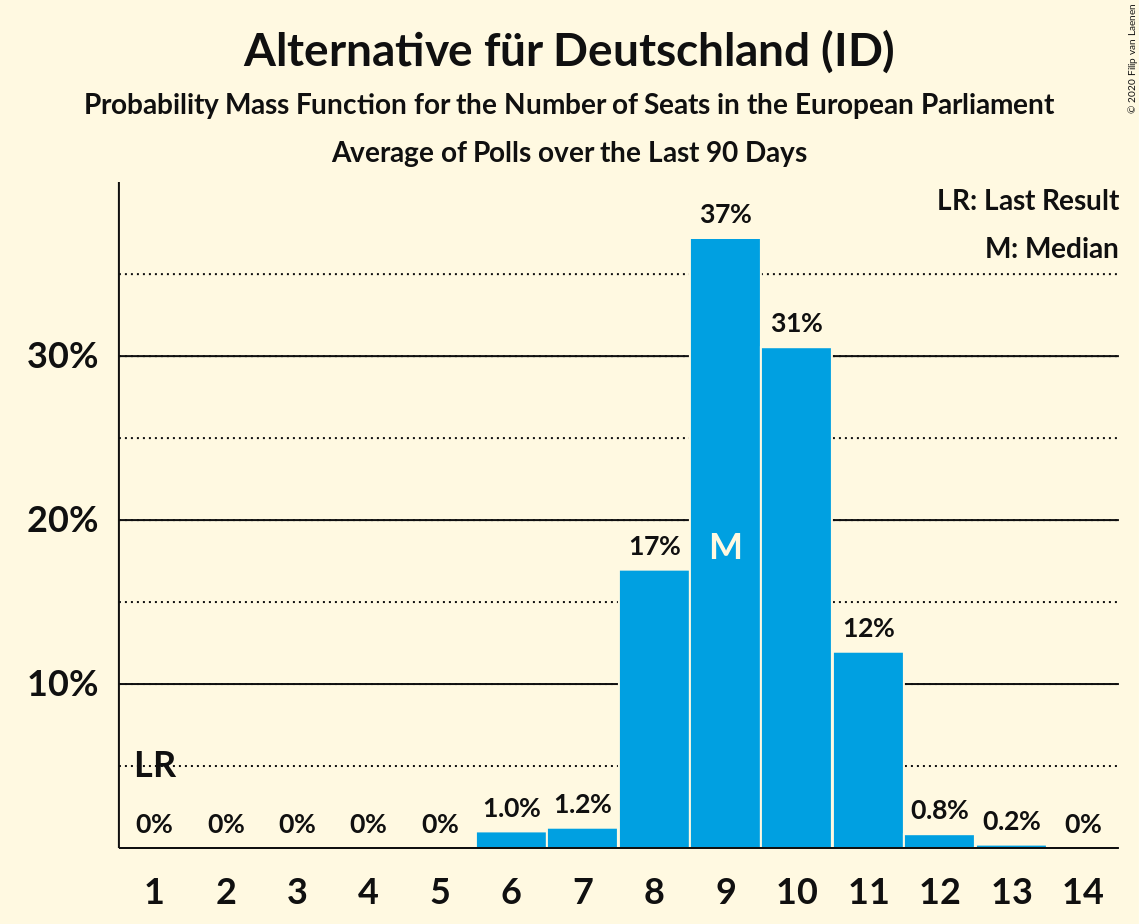 Alternative für Deutschland (ID)
Probability Mass Function for the Number of Seats in the European Parliament
Average of Polls over the Last 90 Days
© 2020 Filip van Laenen
LR: Last Result
M: Median
37%
31%
30%
20%
17%
M
12%
10%
LR
0% 0% 0% 0% 0% 1.0% 1.2% 0.8% 0.2% 0%
1 2 3 4 5 6 7 8 9 10 11 12 13 14